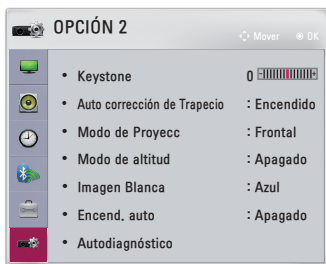 OPCIÓN 2
Mover OK
• Keystone 0
• Auto corrección de Trapecio : Encendido
• Modo de Proyecc : Frontal
• Modo de altitud : Apagado
• Imagen Blanca : Azul
• Encend. auto : Apagado
• Autodiagnóstico